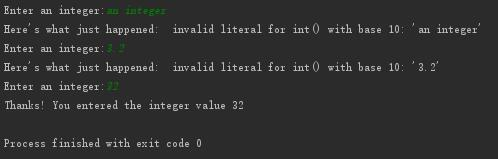 Enter an integer:an integer
Here's what just happened:  invalid literal for int() with base 10: 'an integer'
Enter an integer:3.2
Here's what just happened:  invalid literal for int() with base 10: '3.2'
Enter an integer:32
Thanks! You entered the integer value 32
Process finished with exit code 0